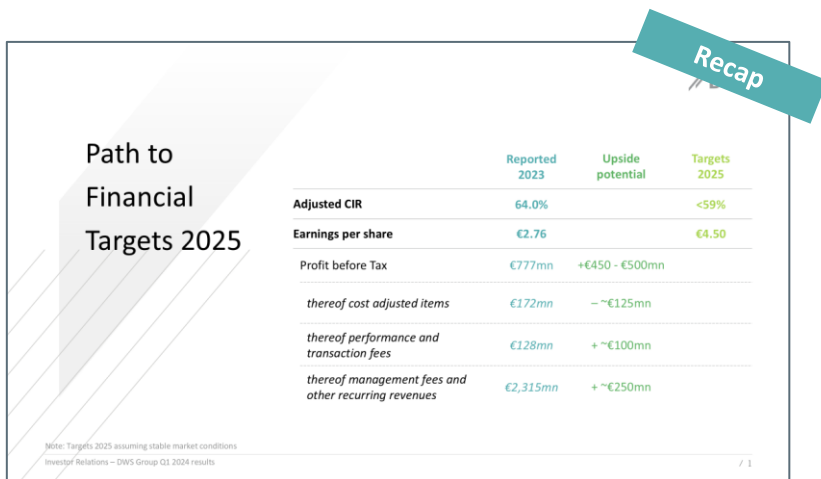 Recap
Path to
Financial
Targets 2025
Reported
2023
Upside
potential
Targets
2025
Adjusted CIR 64.0% <59%
Earnings per share €2.76 €4.50
Profit before Tax €777mn +€450 - €500mn
thereof cost adjusted items €172mn – ~€125mn
thereof performance and
transaction fees €128mn + ~€100mn
thereof management fees and
other recurring revenues €2,315mn + ~€250mn
Note: Targets 2025 assuming stable market conditions
Investor Relations – DWS Group Q1 2024 results / 1